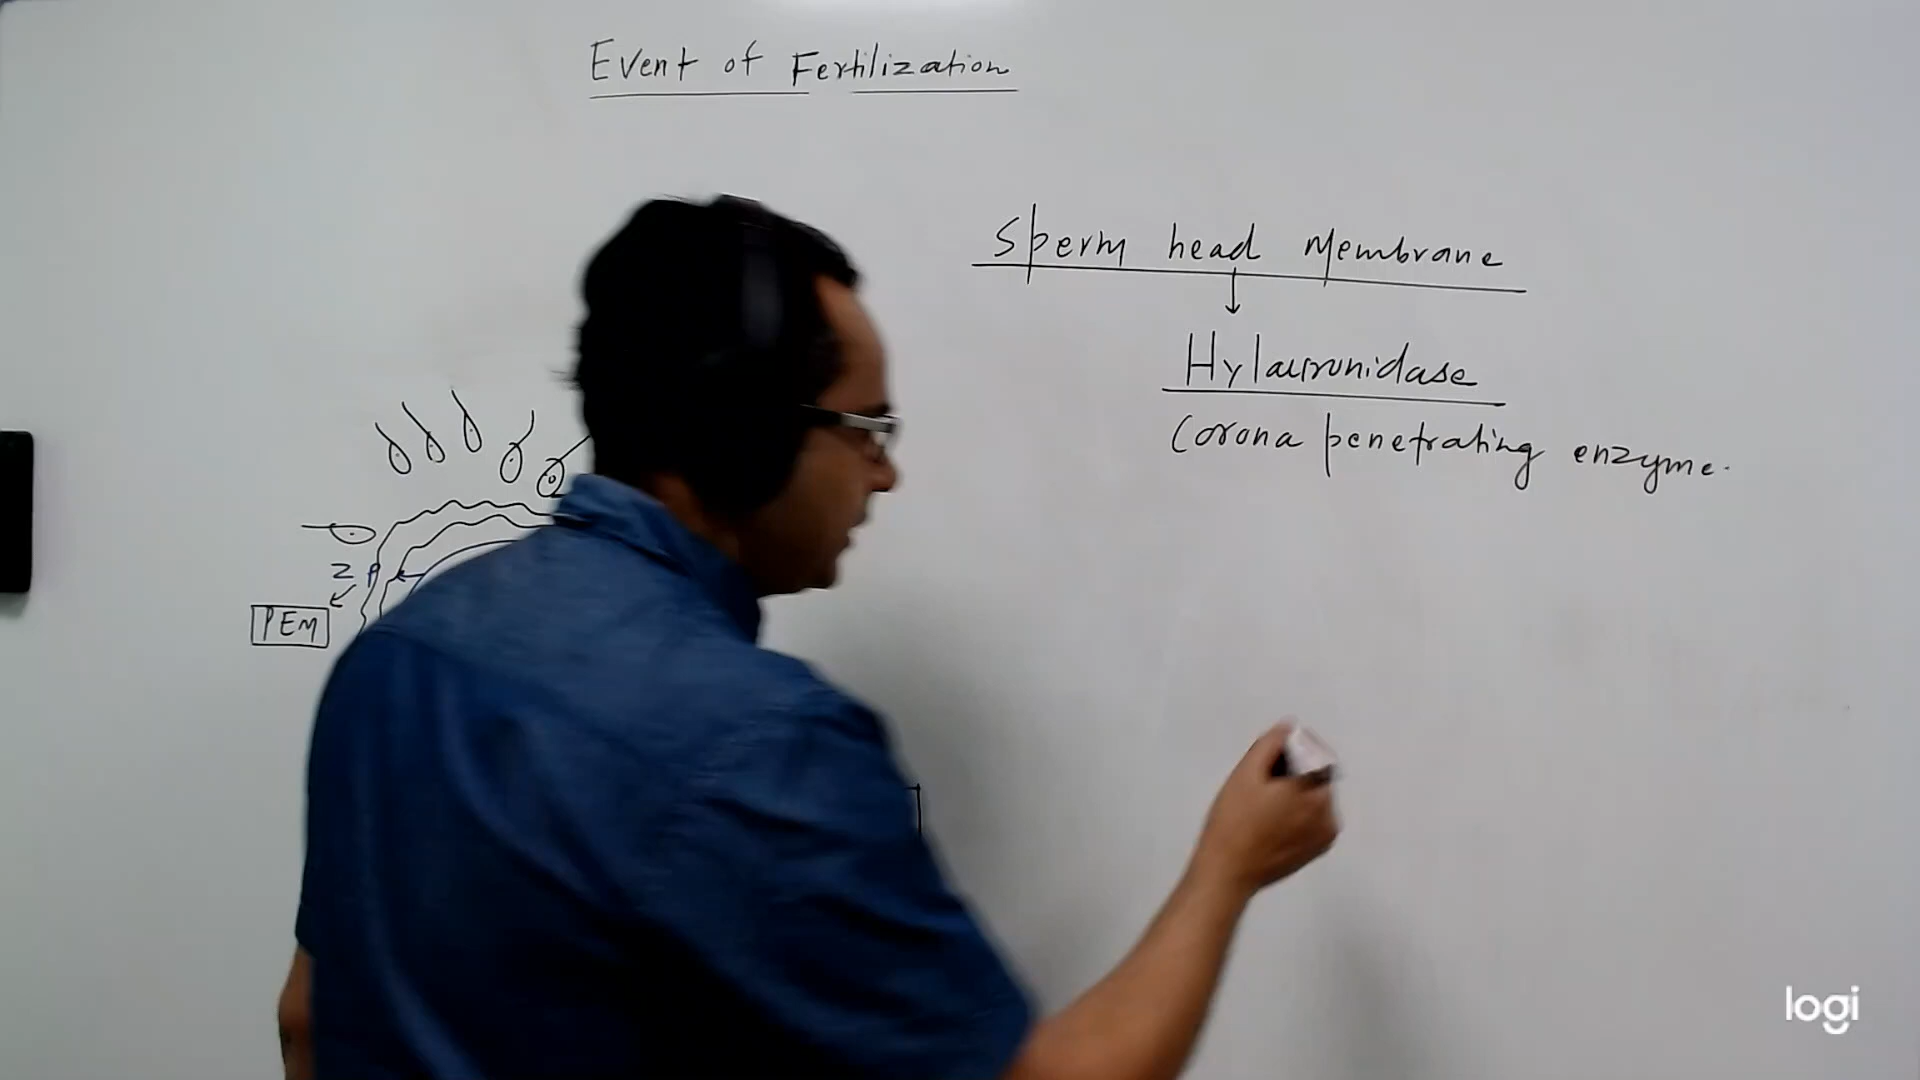 Event of Fertilization
Sperm head Membrane
Hylauronidase
Corona penetrating enzyme.
Z P
PEM
logi